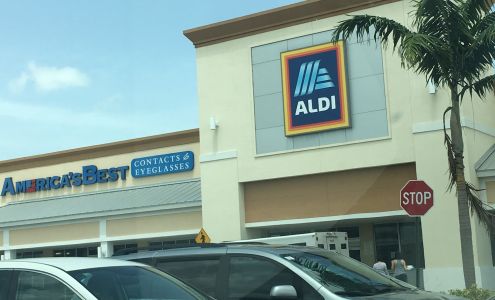 AMERICA'S BEST
CONTACTS &
EYEGLASSES
ALDI
STOP